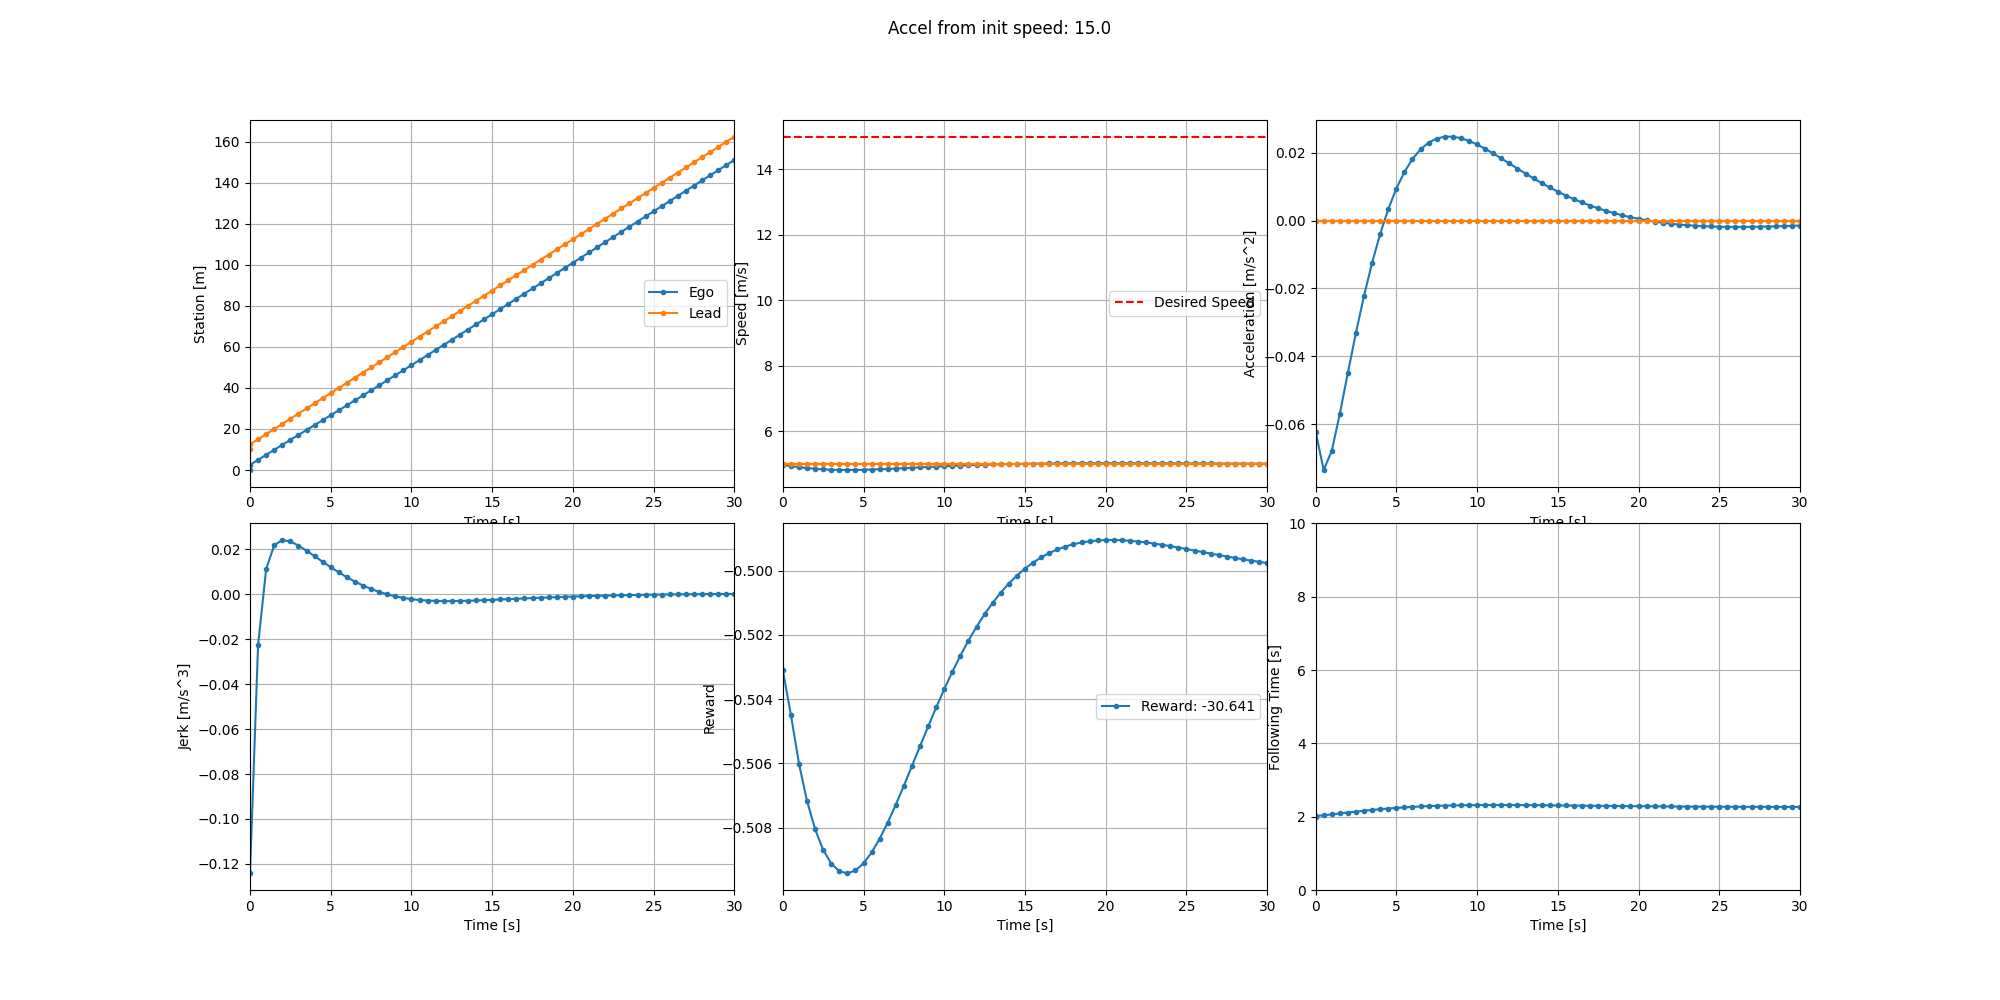 Accel from init speed: 15.0
160
140
120
100
80
60
40
20
0
Station [m]
Ego
Lead
0 5 10 15 20 25 30
Time [s]
14
12
10
8
6
Speed [m/s]
Desired Speed
0 5 10 15 20 25 30
Time [s]
0.02
0.00
−0.02
−0.04
−0.06
Acceleration [m/s^2]
0 5 10 15 20 25 30
Time [s]
0.02
0.00
−0.02
−0.04
−0.06
−0.08
−0.10
−0.12
Jerk [m/s^3]
0 5 10 15 20 25 30
Time [s]
−0.500
−0.502
−0.504
−0.506
−0.508
Reward
Reward: -30.641
0 5 10 15 20 25 30
Time [s]
10
8
6
4
2
0
Following Time [s]
0 5 10 15 20 25 30
Time [s]